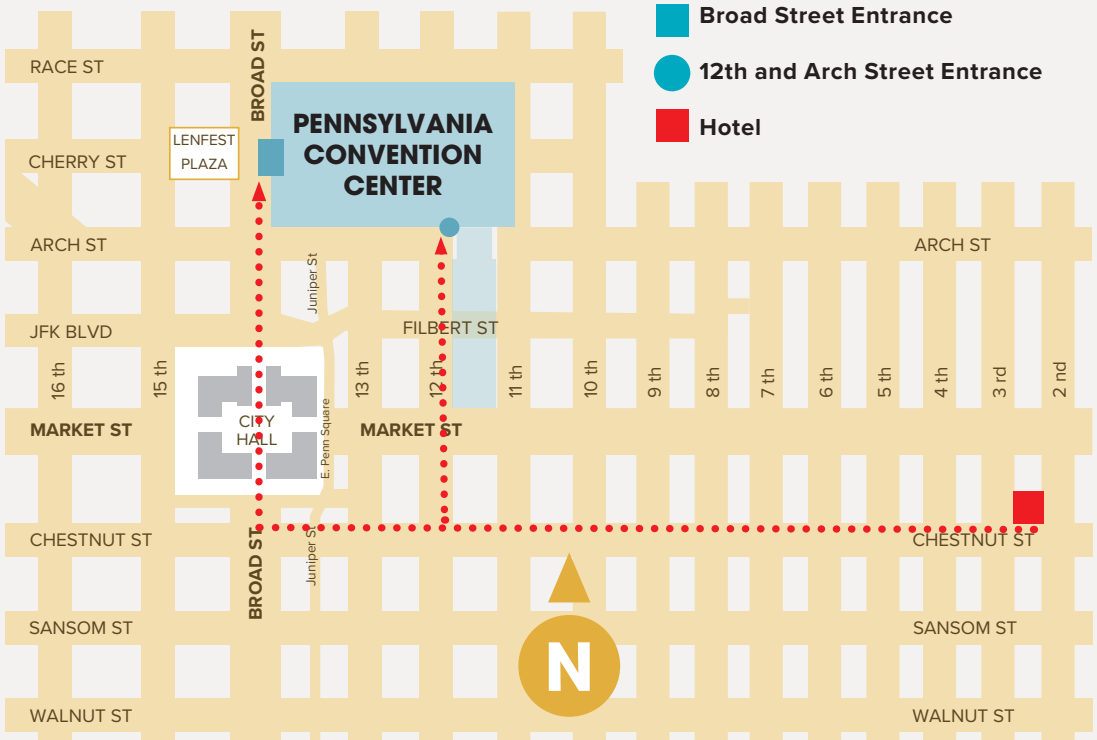 Broad Street Entrance
12th and Arch Street Entrance
Hotel
RACE ST
BROAD ST
PENNSYLVANIA
CONVENTION
CENTER
LENFEST
PLAZA
CHERRY ST
ARCH ST
ARCH ST
Juniper St
JFK BLVD
FILBERT ST
16 th
15 th
13 th
12 th
11 th
10 th
9 th
8 th
7 th
6 th
5 th
4 th
3 rd
2 nd
CITY
HALL
E. Penn Square
MARKET ST
MARKET ST
CHESTNUT ST
CHESTNUT ST
BROAD ST
Juniper St
SANSOM ST
SANSOM ST
N
WALNUT ST
WALNUT ST